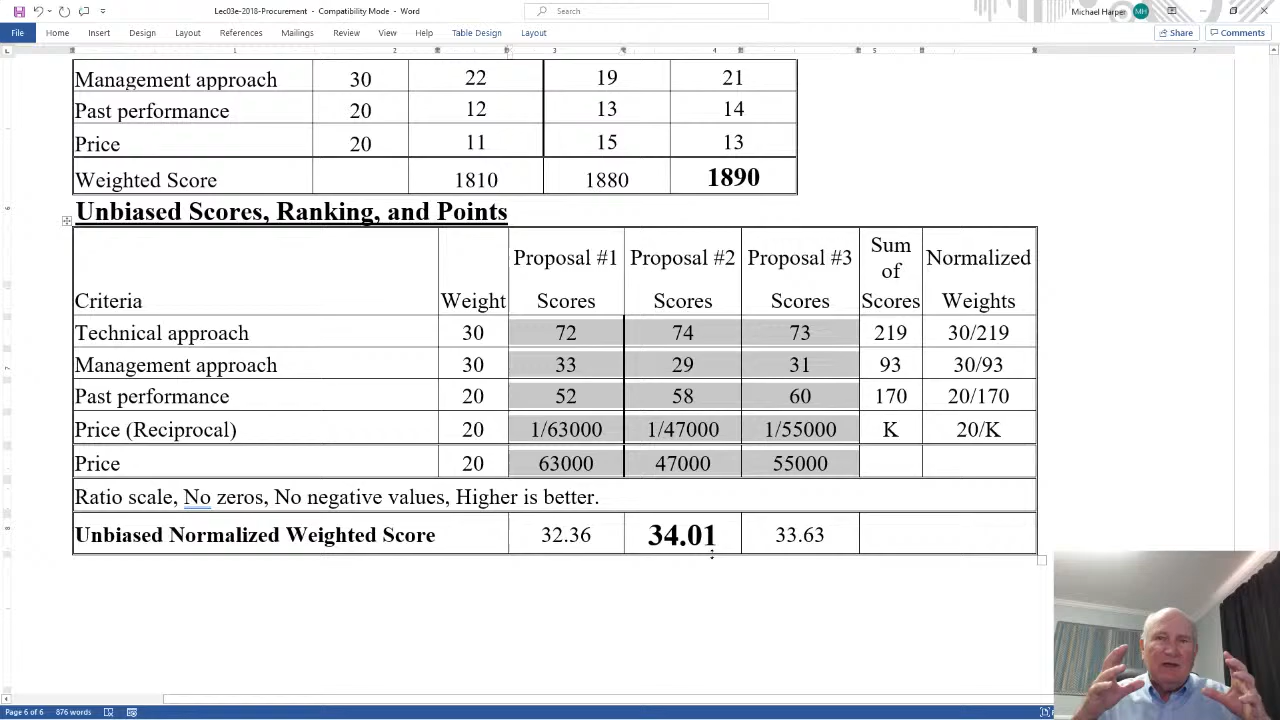 Lec03e-2018-Procurement - Compatibility Mode - Word
Search
Michael Harper MH
File Home Insert Design Layout References Mailings Review View Help Table Design Layout Share Comments
1 2 3 4 5 7
Management approach 30 22 19 21
Past performance 20 12 13 14
Price 20 11 15 13
Weighted Score 1810 1880 1890
Unbiased Scores, Ranking, and Points
Criteria Weight Proposal #1 Scores Proposal #2 Scores Proposal #3 Scores Sum of Scores Normalized Weights
Technical approach 30 72 74 73 219 30/219
Management approach 30 33 29 31 93 30/93
Past performance 20 52 58 60 170 20/170
Price (Reciprocal) 20 1/63000 1/47000 1/55000 K 20/K
Price 20 63000 47000 55000
Ratio scale, No zeros, No negative values, Higher is better.
Unbiased Normalized Weighted Score 32.36 34.01 33.63
Page 6 of 6 876 words